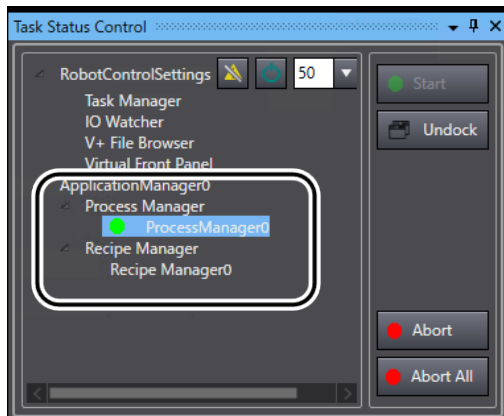 Task Status Control
RobotControlSettings 50
Task Manager
IO Watcher
V+ File Browser
Virtual Front Panel
ApplicationManager0
Process Manager
ProcessManager0
Recipe Manager
Recipe Manager0
Start
Undock
Abort
Abort All